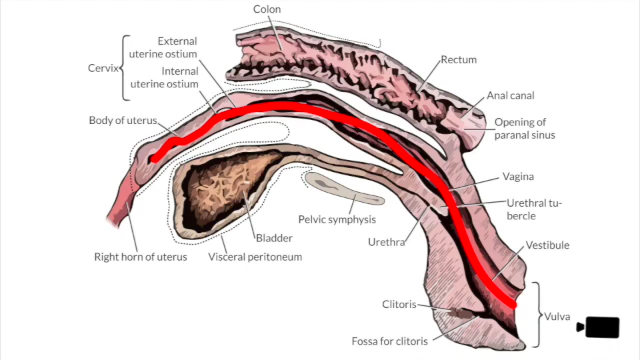 Colon
External
uterine ostium
Cervix
Internal
uterine ostium
Rectum
Anal canal
Body of uterus
Opening of
paranal sinus
Vagina
Urethral tu-
bercle
Pelvic symphysis
Bladder
Urethra
Vestibule
Right horn of uterus
Visceral peritoneum
Clitoris
Vulva
Fossa for clitoris